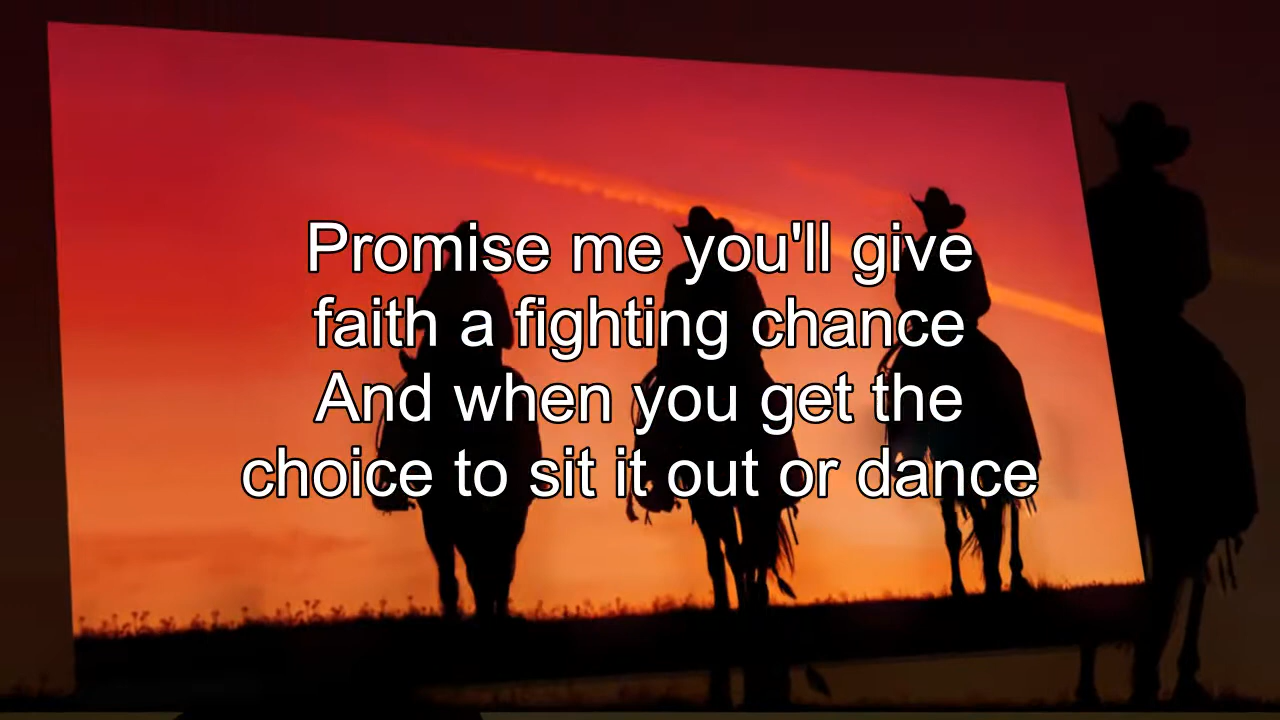 Promise me you'll give
faith a fighting chance
And when you get the
choice to sit it out or dance